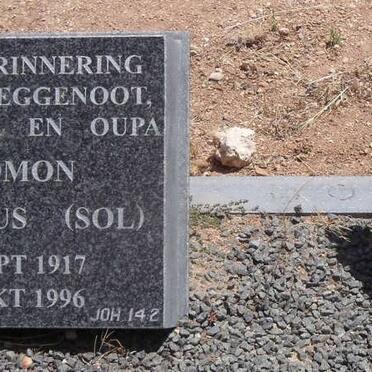 RINNERING
EGGENOOT,
EN OUPA
OMON
US (SOL)
PT 1917
KT 1996
JOH 14:2